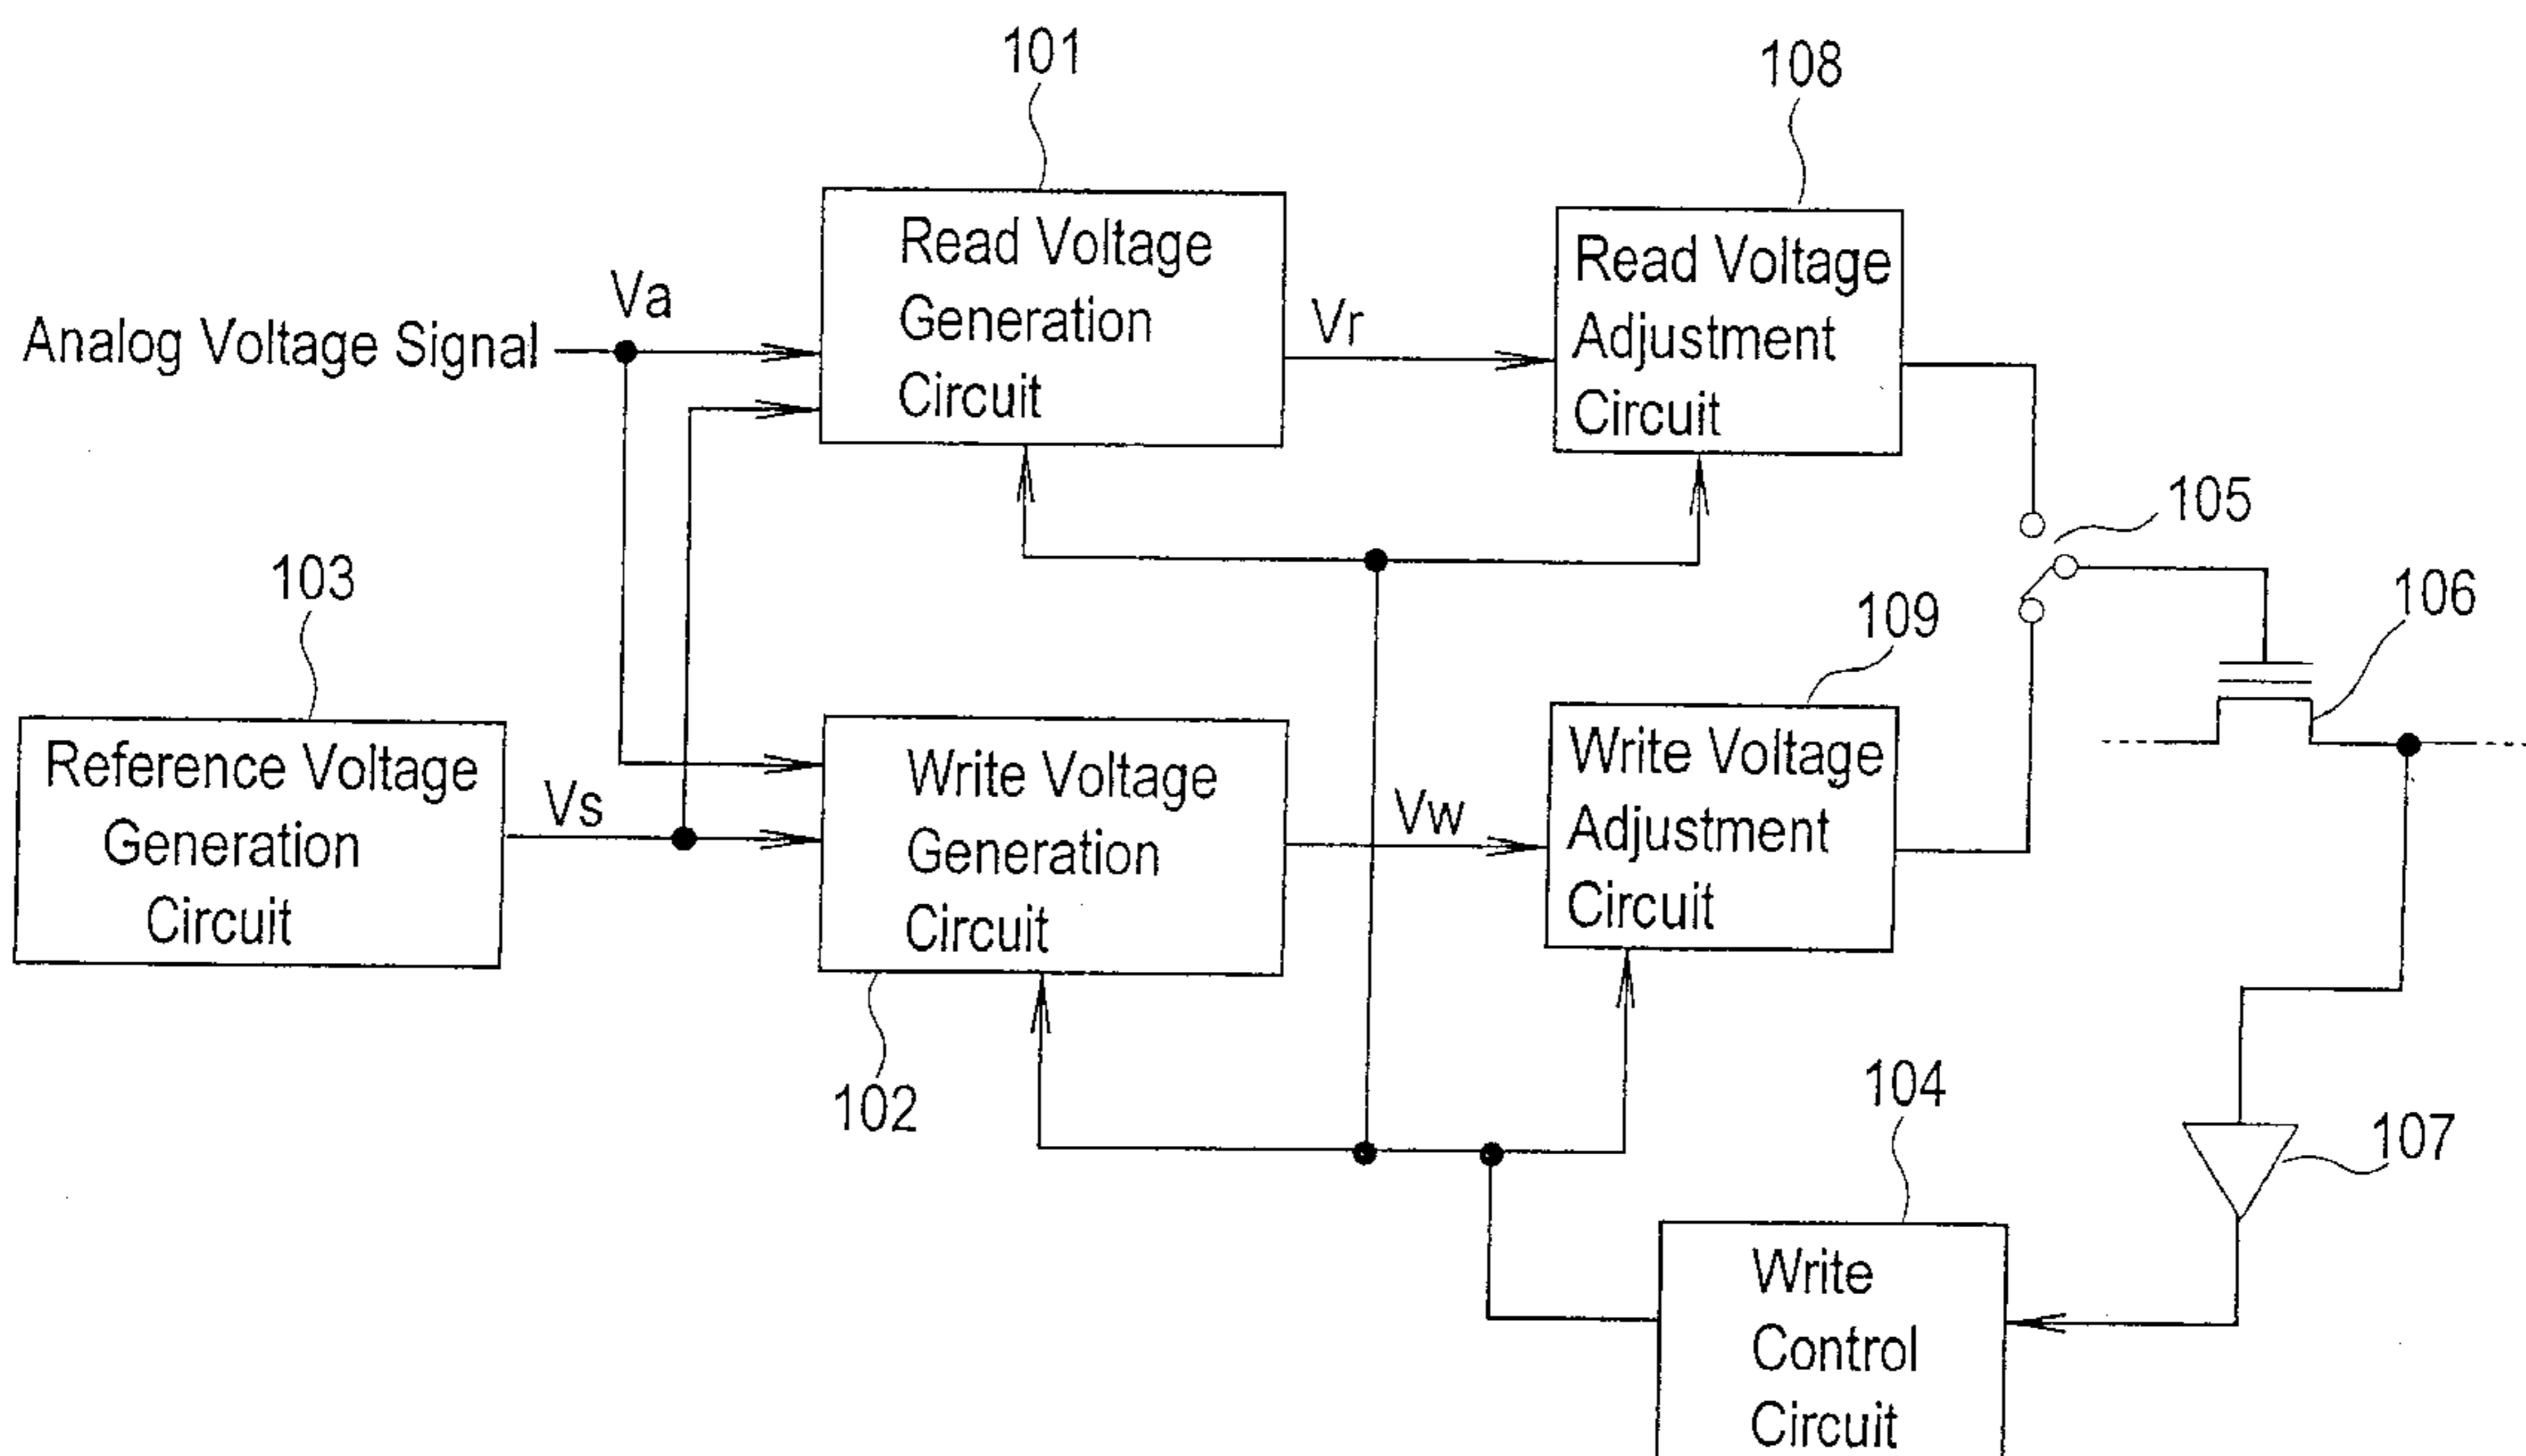 101
108
Read Voltage
Generation
Circuit
Read Voltage
Adjustment
Circuit
Va
Analog Voltage Signal
Vr
105
103
106
109
Reference Voltage
Generation
Circuit
Vs
Write Voltage
Generation
Circuit
Vw
Write Voltage
Adjustment
Circuit
102
104
107
Write
Control
Circuit